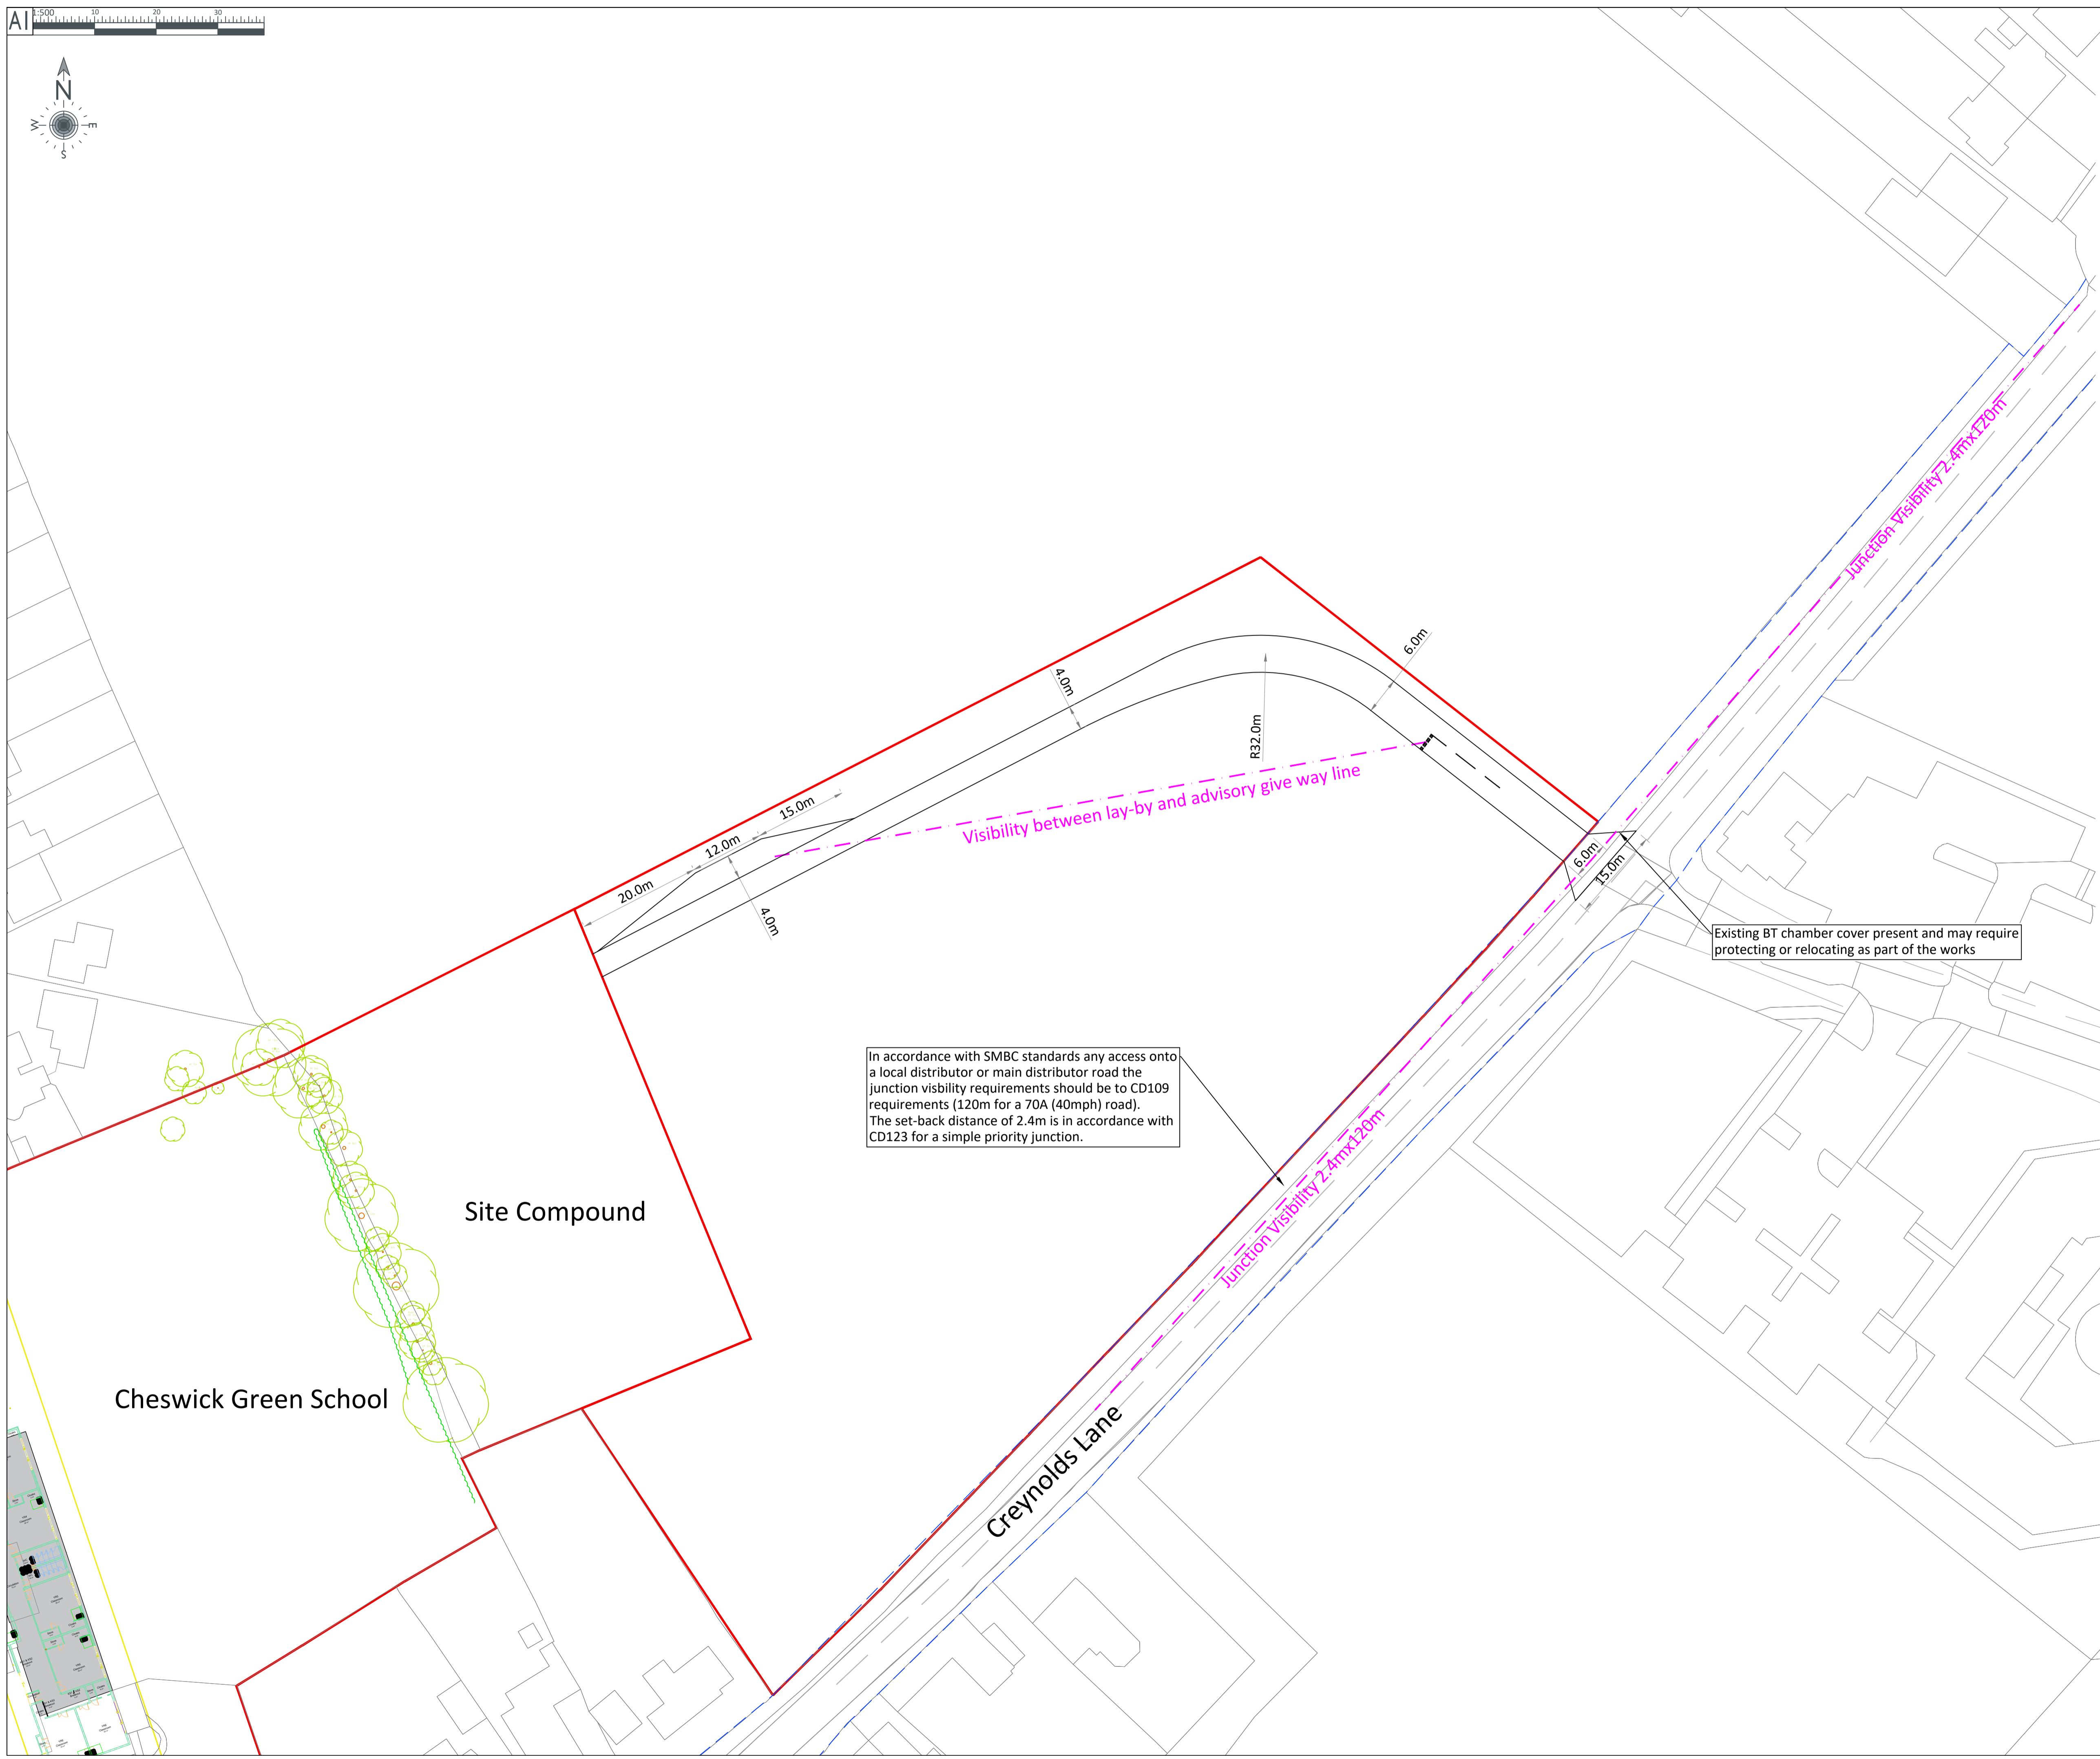 A1
1:500
10
20
30
N
W
E
S
Junction Visibility 2.4mx120m
6.0m
4.0m
R32.0m
Visibility between lay-by and advisory give way line
15.0m
12.0m
20.0m
4.0m
6.0m
15.0m
Existing BT chamber cover present and may require
protecting or relocating as part of the works
In accordance with SMBC standards any access onto
a local distributor or main distributor road the
junction visbility requirements should be to CD109
requirements (120m for a 70A (40mph) road).
The set-back distance of 2.4m is in accordance with
CD123 for a simple priority junction.
Junction Visibility 2.4mx120m
Site Compound
Cheswick Green School
Creynolds Lane